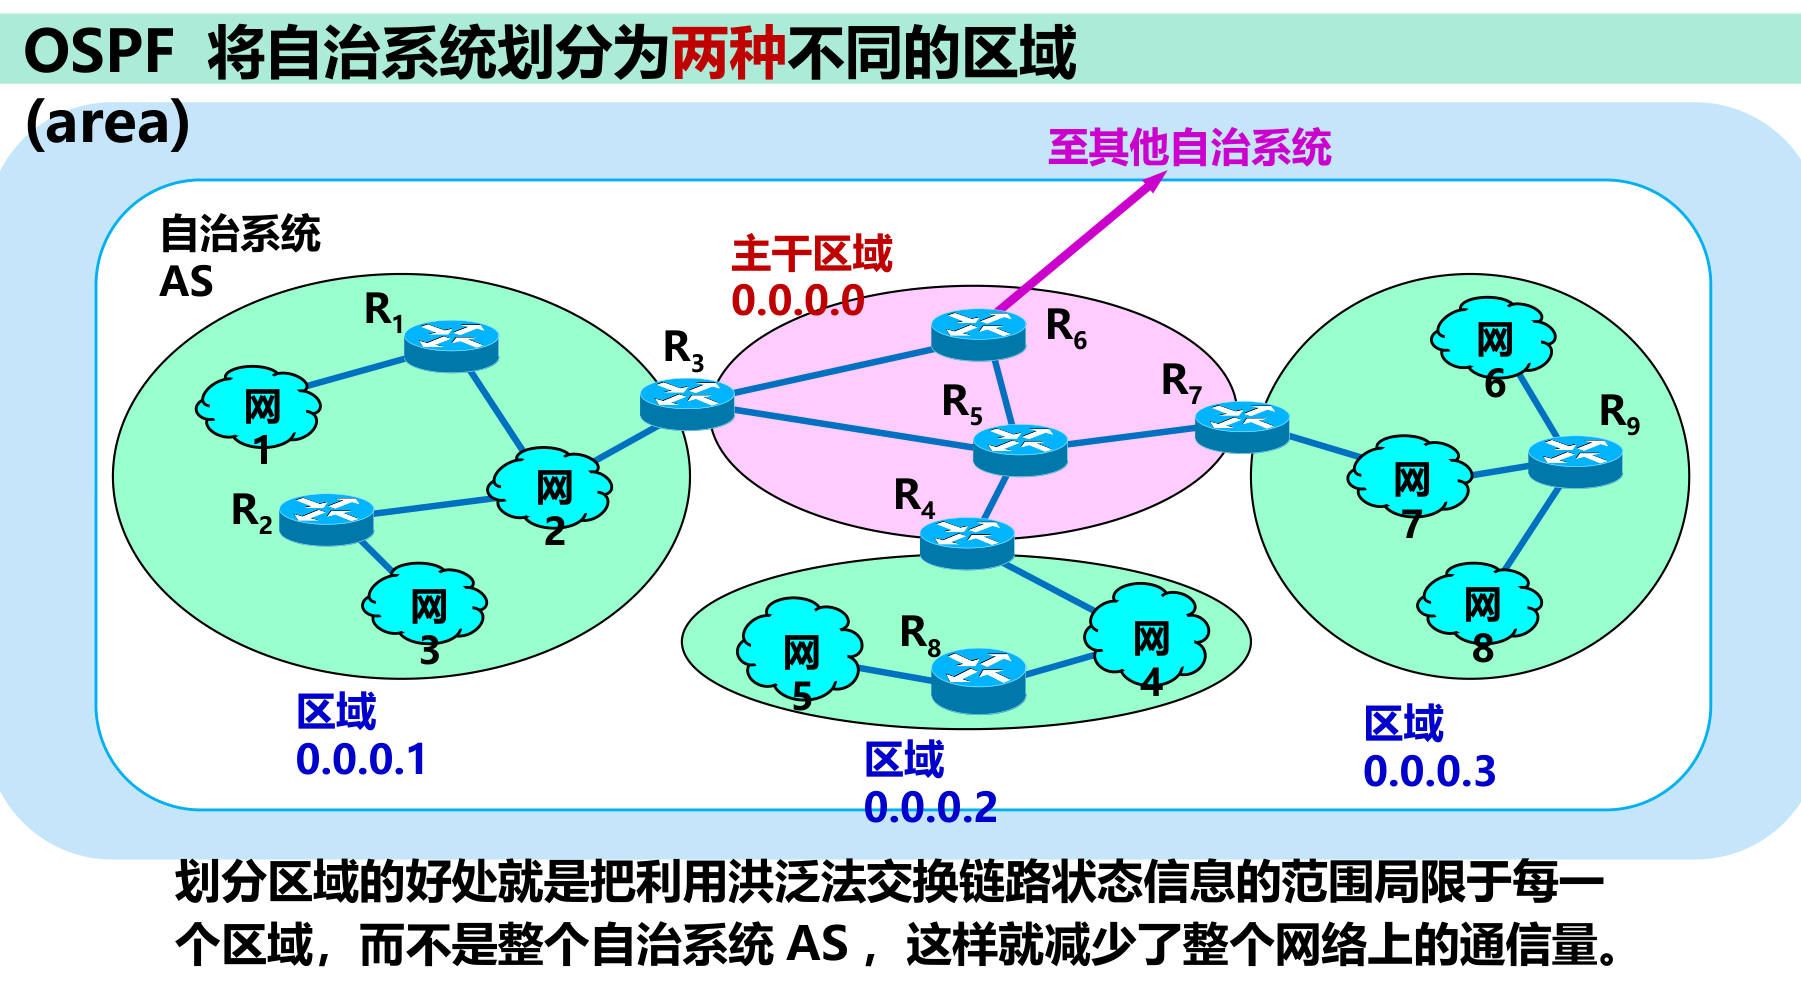 OSPF 将自治系统划分为两种不同的区域
(area)
至其他自治系统
自治系统
AS
主干区域
0.0.0.0
R1
R3
R6
R7
R5
R9
R2
R4
R8
网
1
网
2
网
3
网
6
网
7
网
8
网
5
网
4
区域
0.0.0.1
区域
0.0.0.2
区域
0.0.0.3
划分区域的好处就是把利用洪泛法交换链路状态信息的范围局限于每一
个区域，而不是整个自治系统 AS ，这样就减少了整个网络上的通信量。